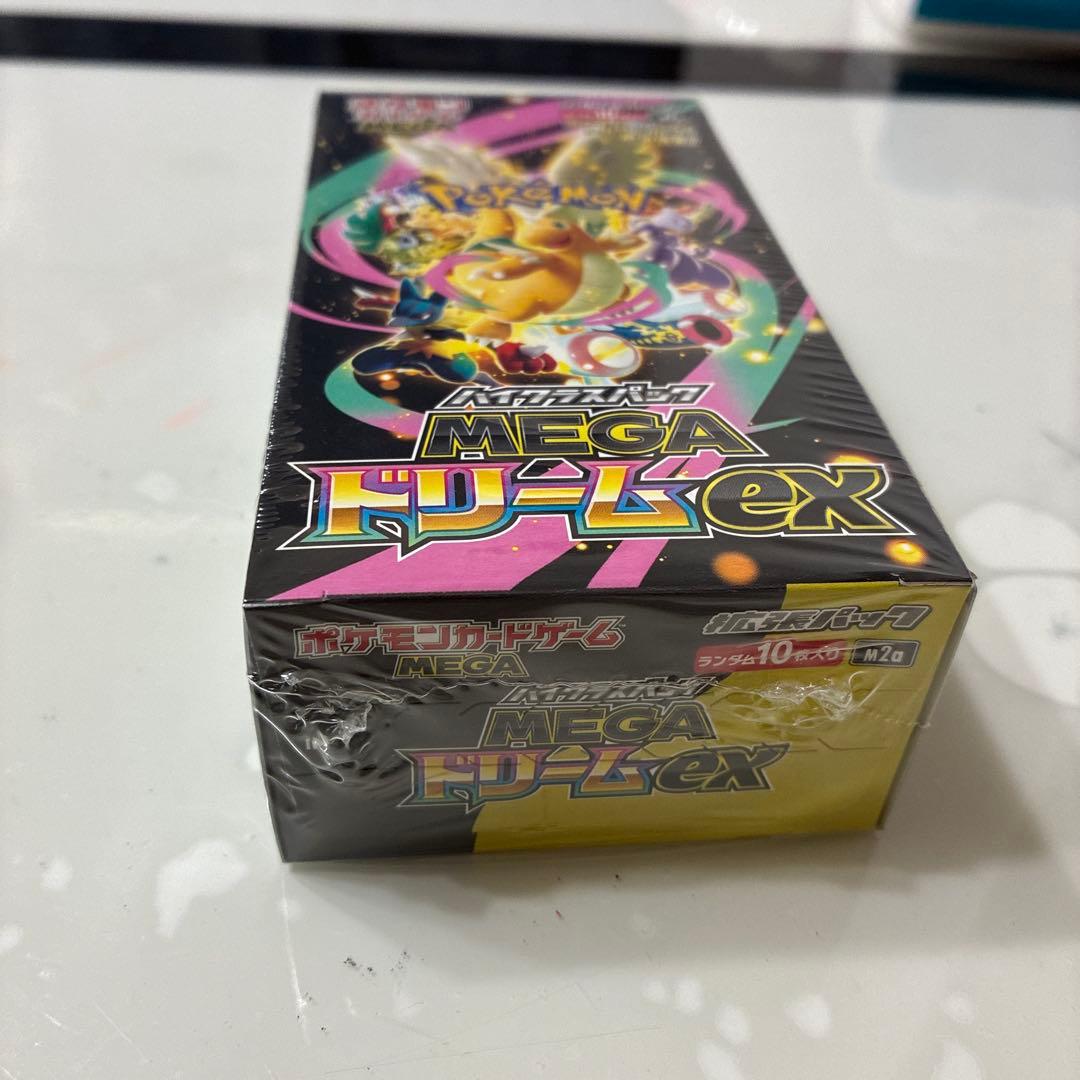 POKÉMON
ハイクラスパック
MEGA
ドリームex
ポケモンカードゲーム
MEGA
拡張パック
ランダム10枚入り M2a
ハイクラスパック
MEGA
ドリームex